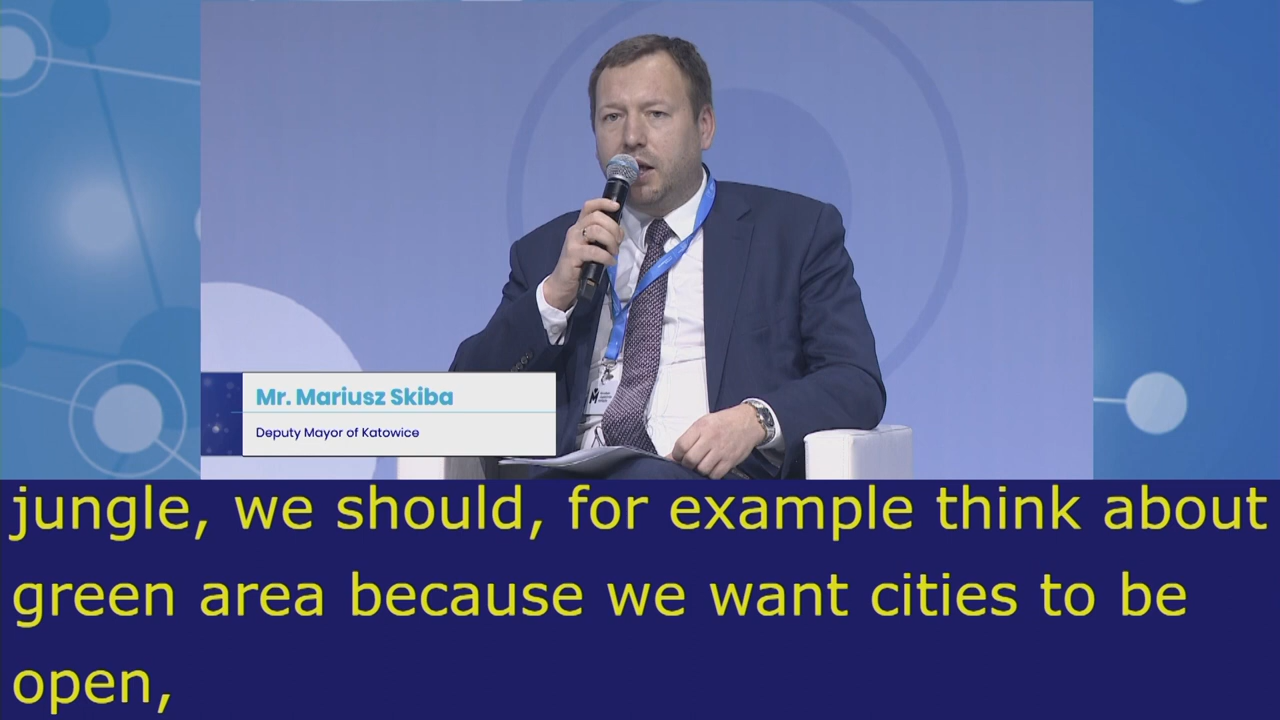 Mr. Mariusz Skiba
Deputy Mayor of Katowice
jungle, we should, for example think about
green area because we want cities to be
open,